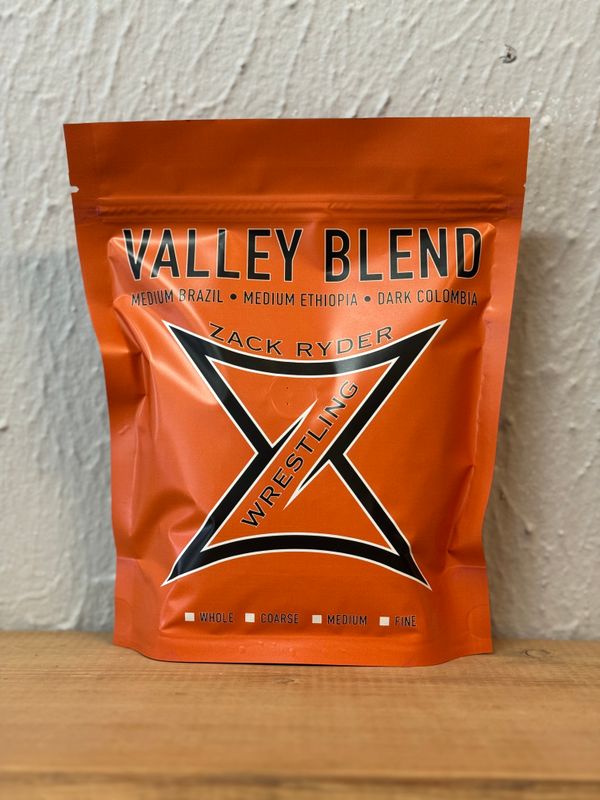 VALLEY BLEND
MEDIUM BRAZIL • MEDIUM ETHIOPIA • DARK COLOMBIA
ZACK RYDER
WRESTLING
WHOLE COARSE MEDIUM FINE